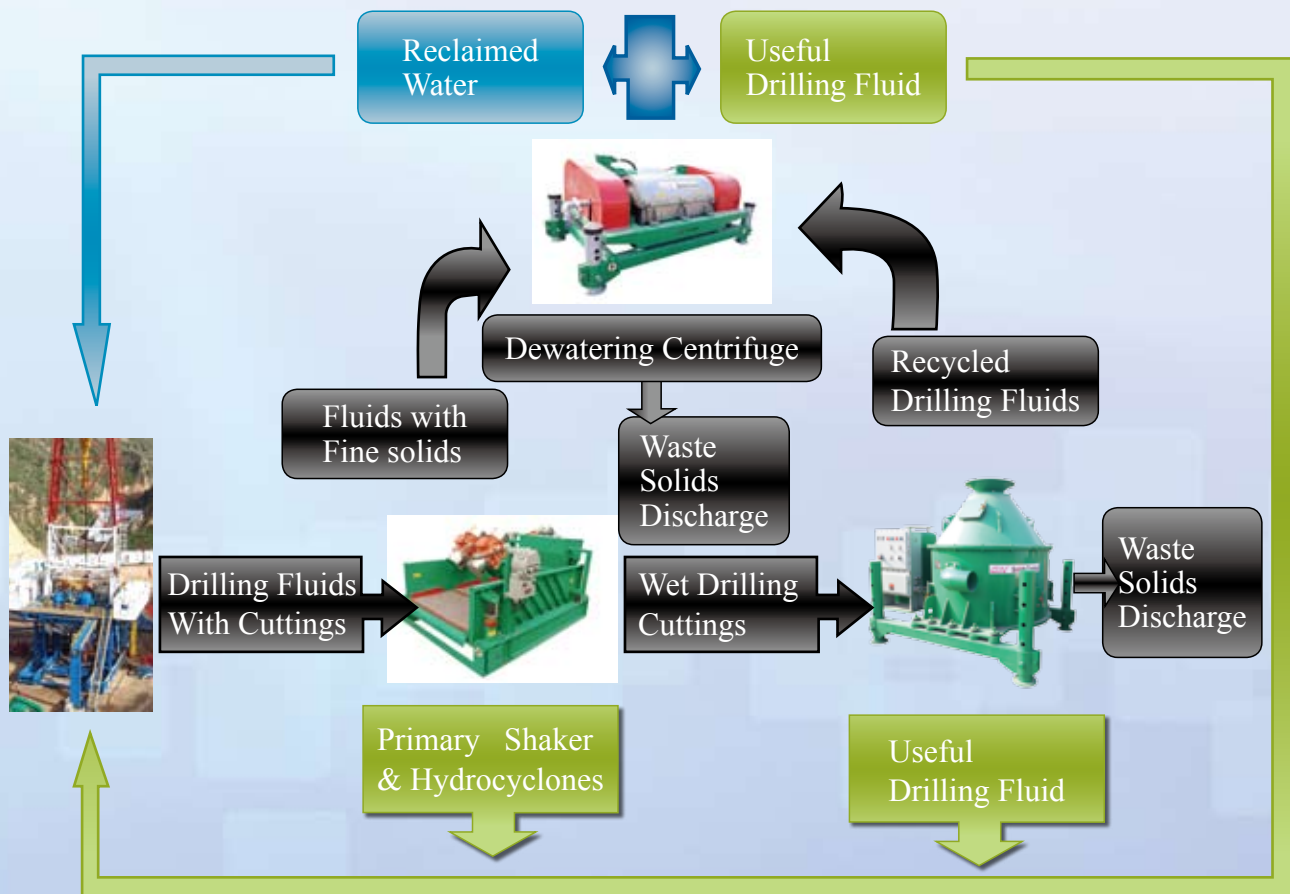 Reclaimed
Water
Useful
Drilling Fluid
Dewatering Centrifuge
Recycled
Drilling Fluids
Fluids with
Fine solids
Waste
Solids
Discharge
Drilling Fluids
With Cuttings
Wet Drilling
Cuttings
Waste
Solids
Discharge
Primary Shaker
& Hydrocyclones
Useful
Drilling Fluid